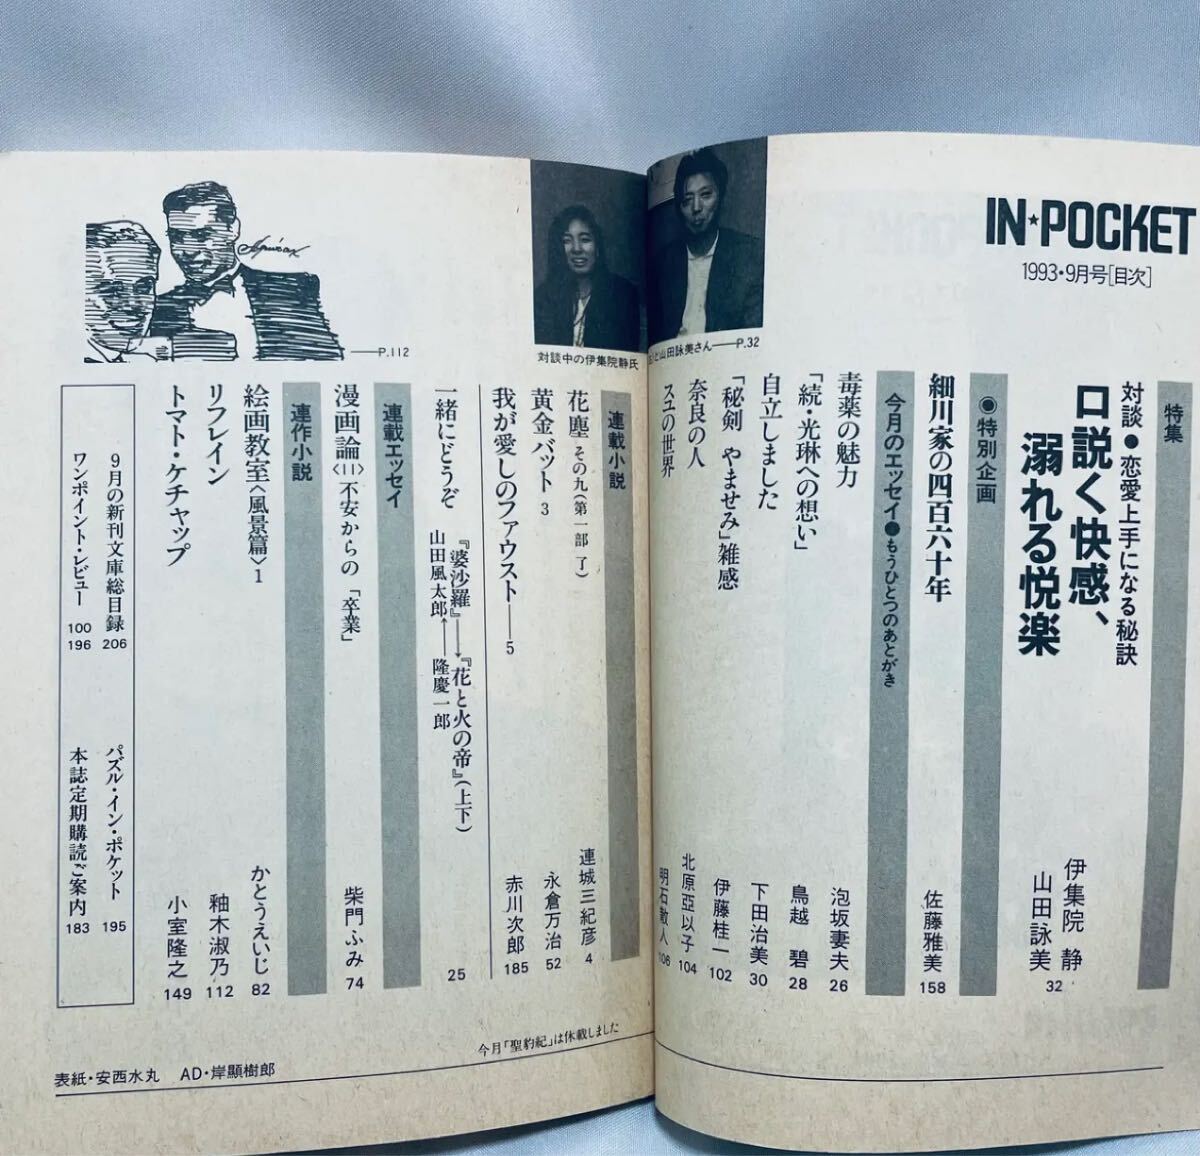 IN★POCKET
1993・9月号[目次]
特集
対談●恋愛上手になる秘訣
口説く快感、
溺れる悦楽
伊集院 静
山田詠美
32
◉特別企画
細川家の四百六十年
佐藤雅美
158
今月のエッセイ●もうひとつのあとがき
毒薬の魅力
泡坂妻夫
26
「続・光琳への想い」
鳥越 碧
28
自立しました
下田治美
30
「秘剣 やませみ」雑感
伊藤桂一
102
奈良の人
北原亞以子
104
スユの世界
明石散人
106
山田詠美さん——P.32
対談中の伊集院静氏
連載小説
花塵 その九(第一部 了)
連城三紀彦
4
黄金バット 3
永倉万治
52
我が愛しのファウスト——5
赤川次郎
185
一緒にどうぞ
『婆沙羅』⟷『花と火の帝』(上下)
山田風太郎⟷隆慶一郎
25
連載エッセイ
漫画論〈11〉不安からの「卒業」
柴門ふみ
74
連作小説
絵画教室〈風景篇〉1
かとうえいじ
82
リフレイン
釉木淑乃
112
トマト・ケチャップ
小室隆之
149
——P.112
9月の新刊文庫総目録 206
パズル・イン・ポケット 195
ワンポイント・レビュー 100 196
本誌定期購読ご案内 183
今月「聖豹紀」は休載しました
表紙・安西水丸 AD・岸顯樹郎